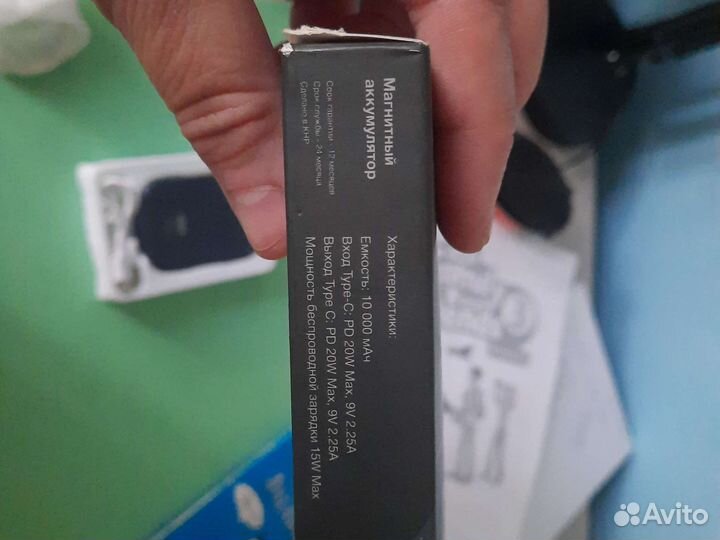 Магнитный
аккумулятор
Срок гарантии - 12 месяцев
Срок службы - 24 месяца
Сделано в КНР
Характеристики:
Емкость: 10 000 мАч
Вход Type-C: PD 20W Max, 9V 2.25A
Выход Type C: PD 20W Max, 9V 2.25A
Мощность беспроводной зарядки 15W Max
Avito